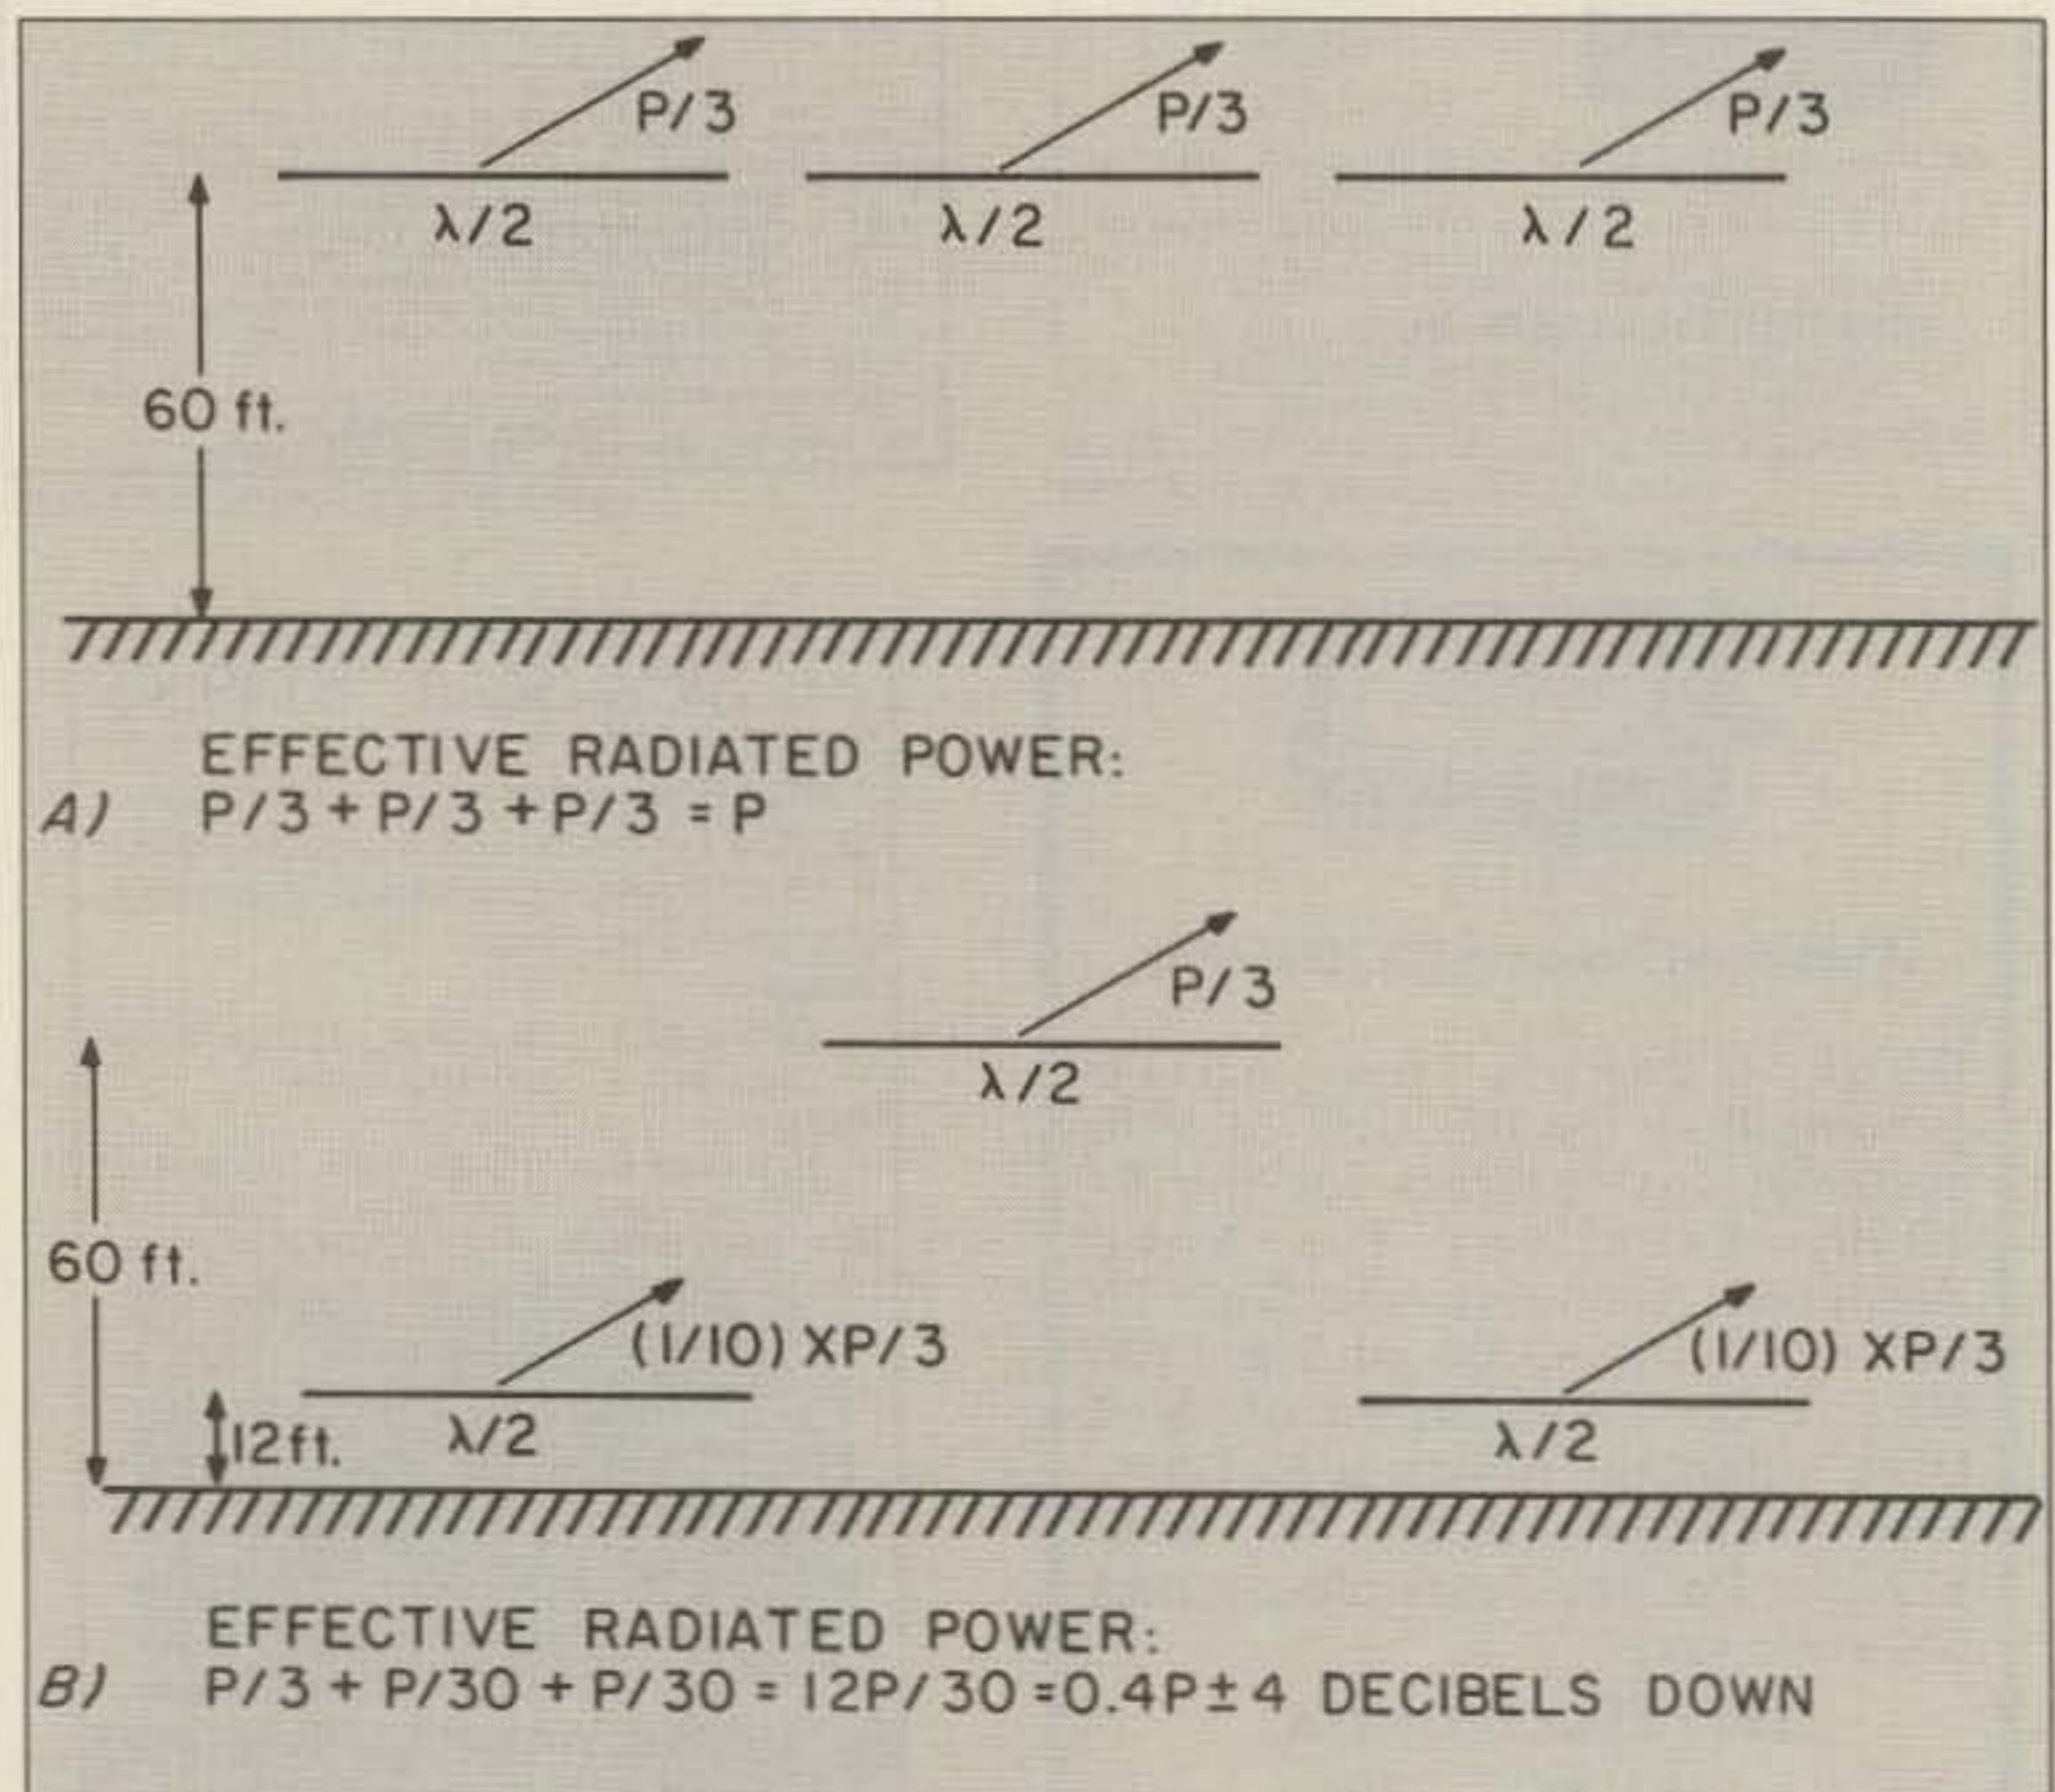 P/3 P/3 P/3
λ/2 λ/2 λ/2
60 ft.
EFFECTIVE RADIATED POWER:
A) P/3 + P/3 + P/3 = P
P/3
λ/2
60 ft.
(1/10) XP/3 (1/10) XP/3
12ft. λ/2 λ/2
EFFECTIVE RADIATED POWER:
B) P/3 + P/30 + P/30 = 12P/30 = 0.4P ± 4 DECIBELS DOWN